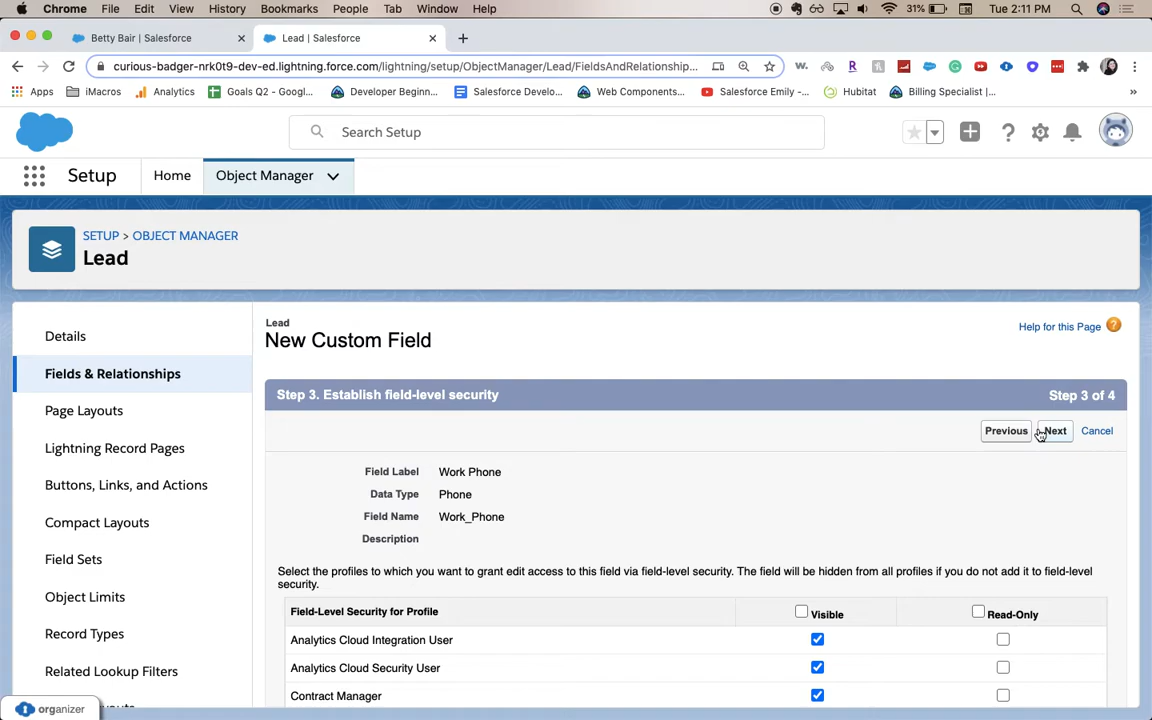 Chrome File Edit View History Bookmarks People Tab Window Help 31% Tue 2:11 PM
Betty Bair | Salesforce Lead | Salesforce
curious-badger-nrk0t9-dev-ed.lightning.force.com/lightning/setup/ObjectManager/Lead/FieldsAndRelationship...
Apps iMacros Analytics Goals Q2 - Googl... Developer Beginn... Salesforce Develo... Web Components... Salesforce Emily -... Hubitat Billing Specialist |...
Search Setup
Setup Home Object Manager
SETUP > OBJECT MANAGER
Lead
Details
Fields & Relationships
Page Layouts
Lightning Record Pages
Buttons, Links, and Actions
Compact Layouts
Field Sets
Object Limits
Record Types
Related Lookup Filters
organizer
Lead
New Custom Field
Help for this Page
Step 3. Establish field-level security Step 3 of 4
Previous Next Cancel
Field Label Work Phone
Data Type Phone
Field Name Work_Phone
Description
Select the profiles to which you want to grant edit access to this field via field-level security. The field will be hidden from all profiles if you do not add it to field-level
security.
Field-Level Security for Profile Visible Read-Only
Analytics Cloud Integration User
Analytics Cloud Security User
Contract Manager